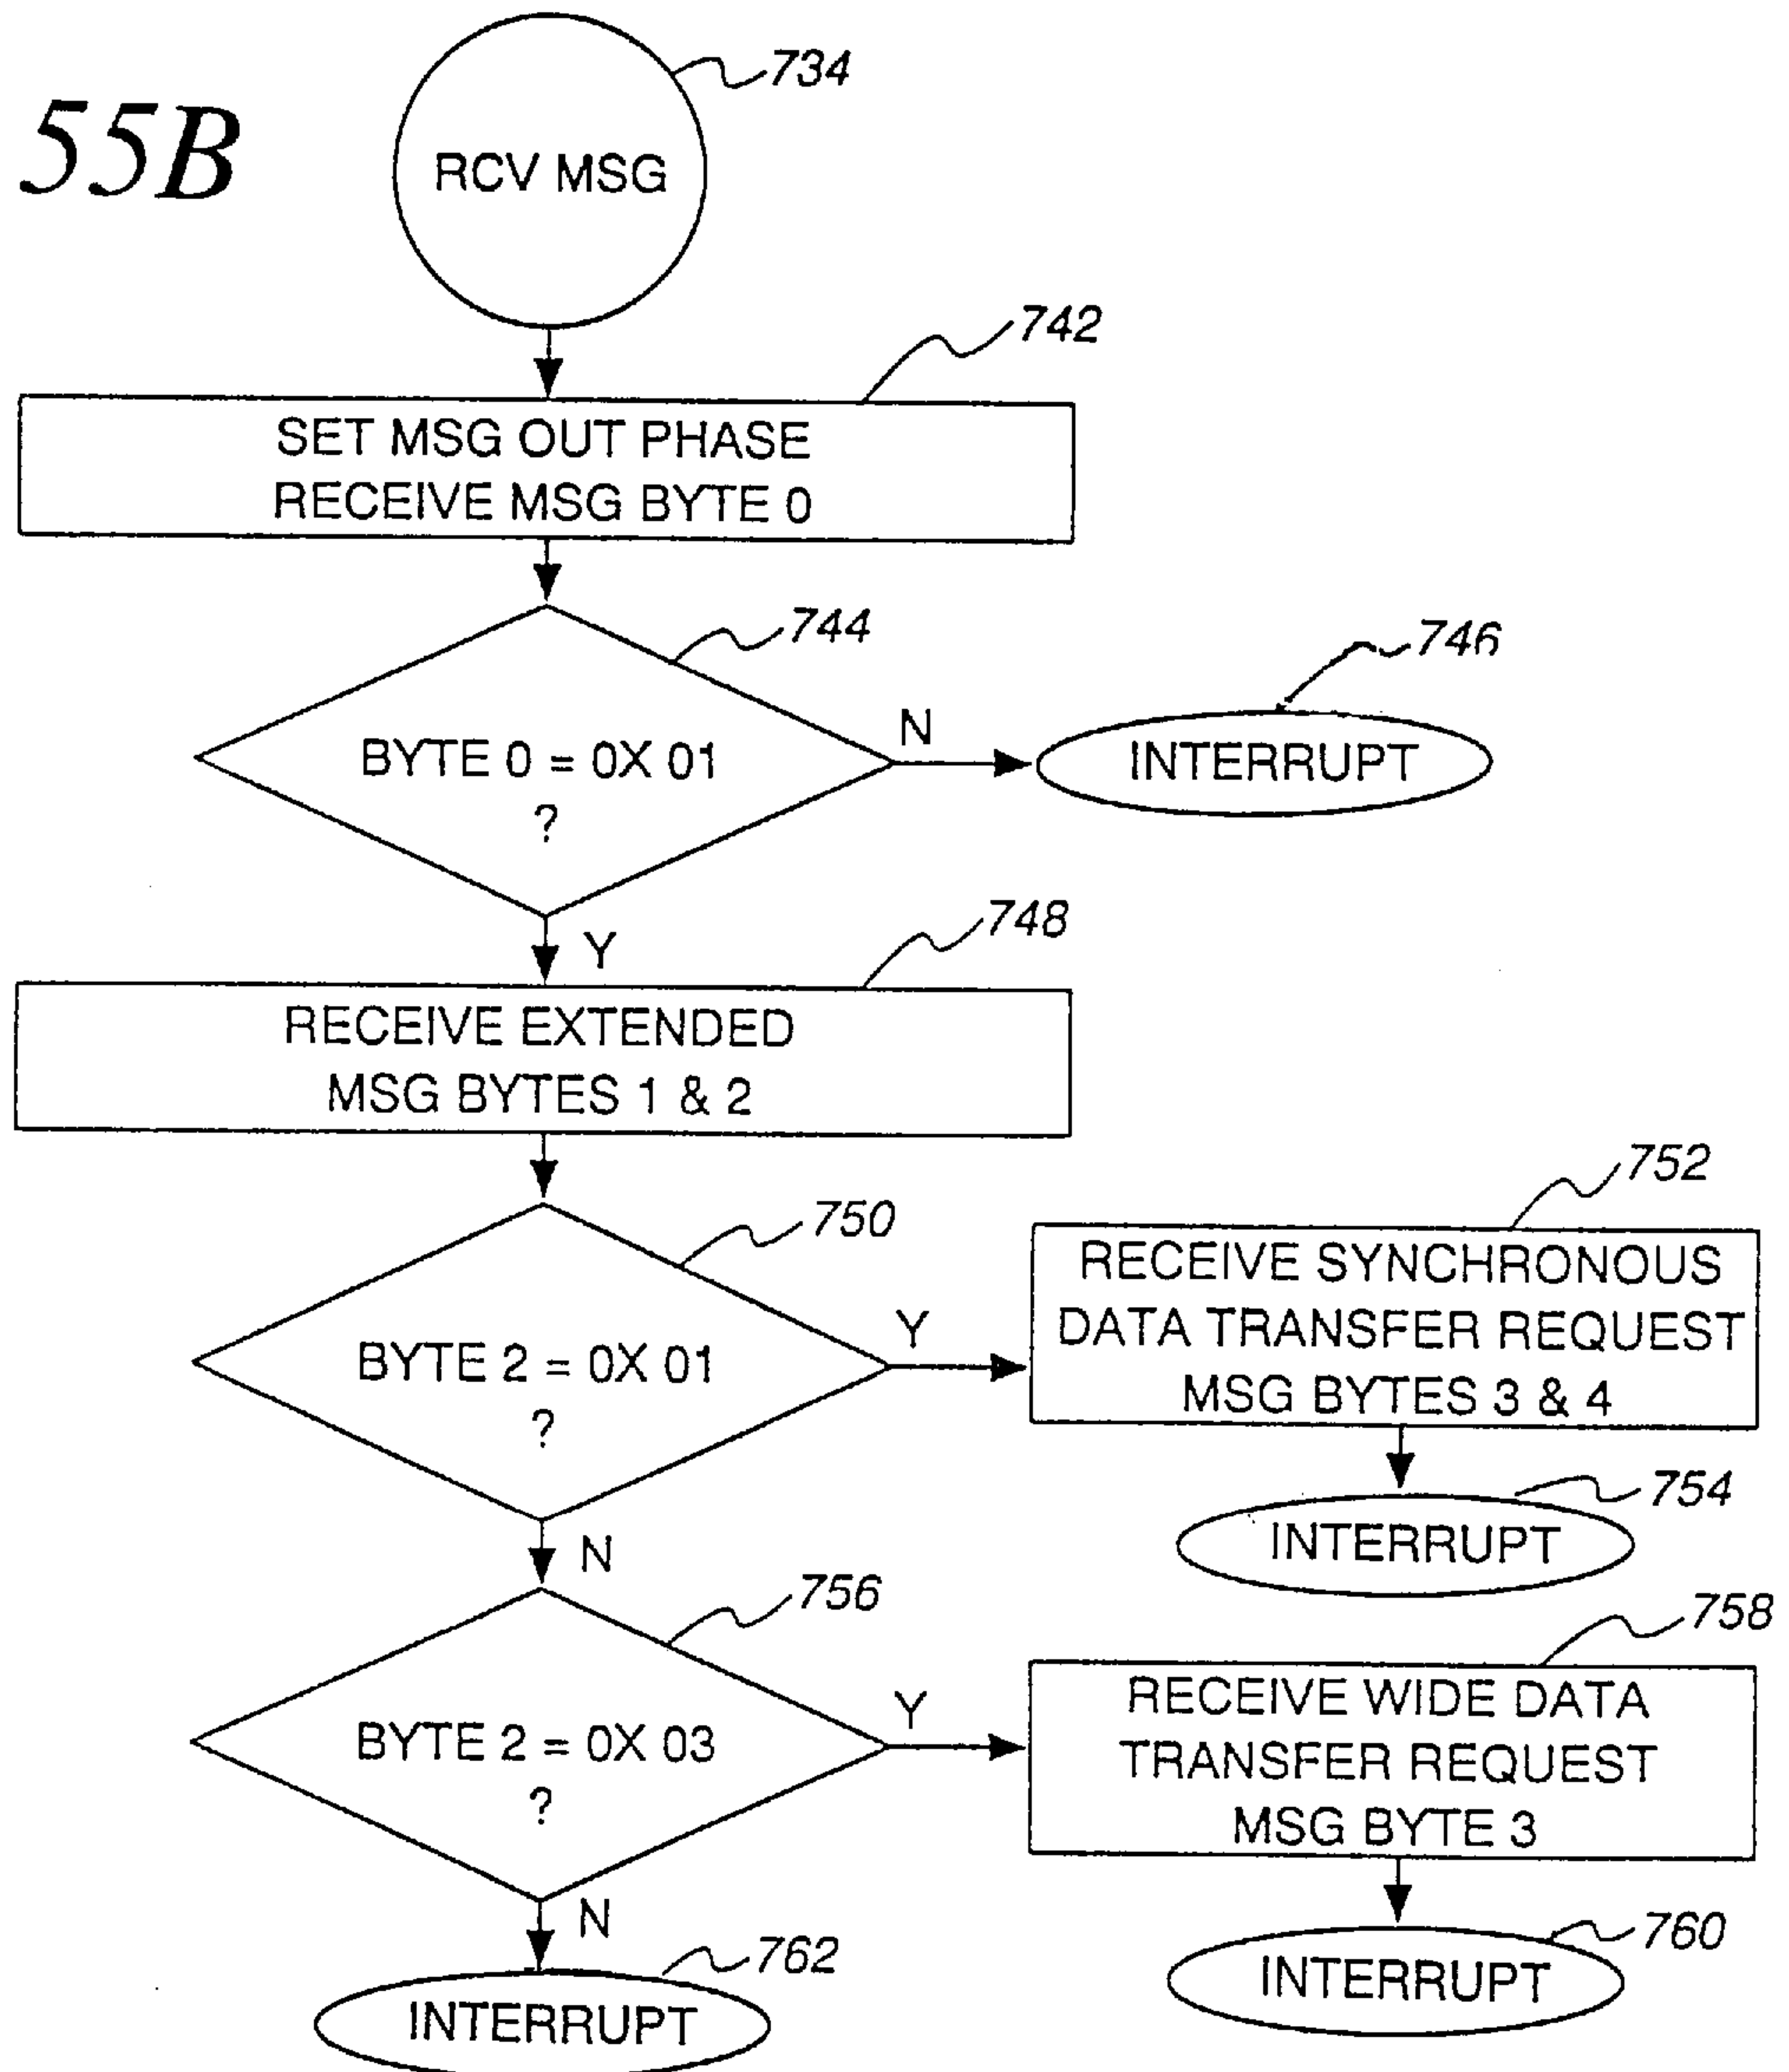 55B
734
RCV MSG
742
SET MSG OUT PHASE
RECEIVE MSG BYTE 0
744
746
BYTE 0 = 0X 01
?
N
INTERRUPT
Y
748
RECEIVE EXTENDED
MSG BYTES 1 & 2
750
752
BYTE 2 = 0X 01
?
Y
RECEIVE SYNCHRONOUS
DATA TRANSFER REQUEST
MSG BYTES 3 & 4
754
INTERRUPT
N
756
758
BYTE 2 = 0X 03
?
Y
RECEIVE WIDE DATA
TRANSFER REQUEST
MSG BYTE 3
760
INTERRUPT
N
762
INTERRUPT